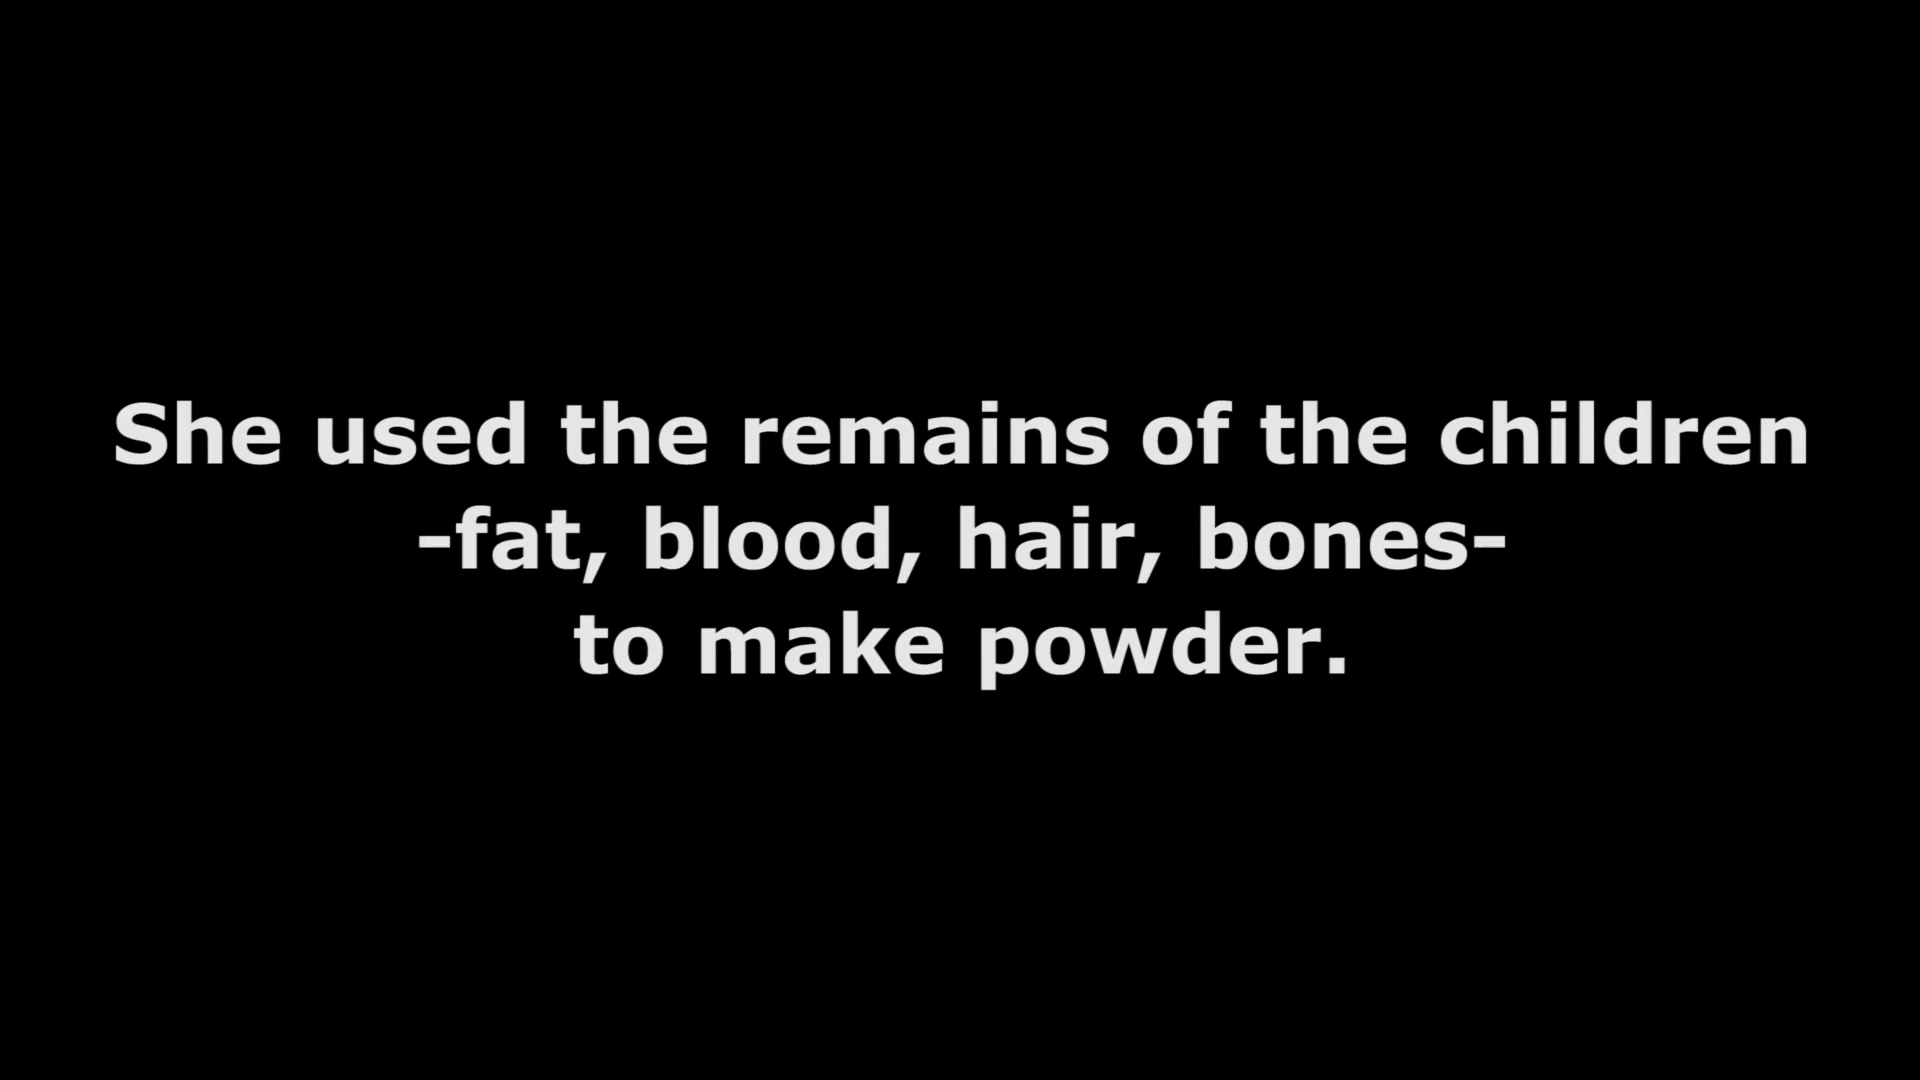 She used the remains of the children
-fat, blood, hair, bones-
to make powder.